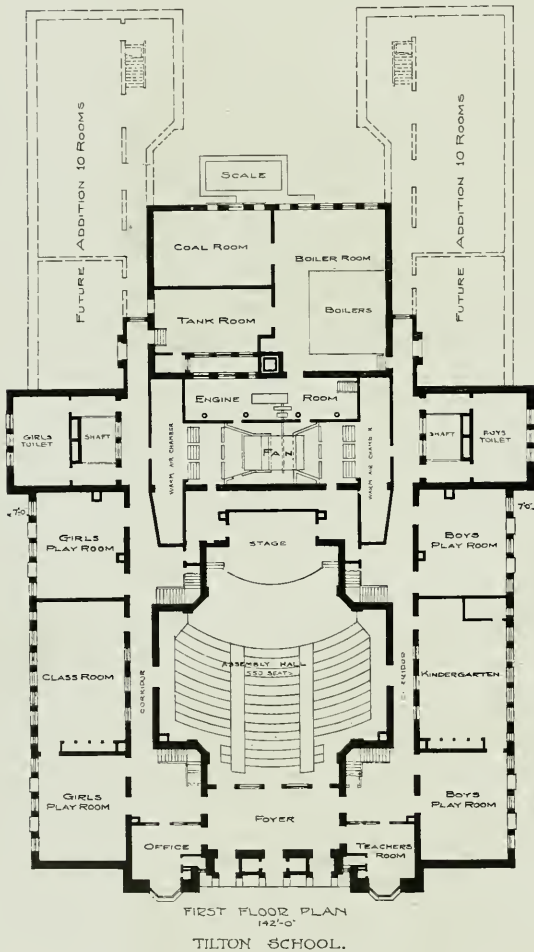 FUTURE ADDITION 10 ROOMS
FUTURE ADDITION 10 ROOMS
SCALE
COAL ROOM
BOILER ROOM
TANK ROOM
BOILERS
ENGINE ROOM
GIRLS
TOILET
SHAFT
WARM AIR CHAMBER
FAN
WARM AIR CHAMBER
SHAFT
BOYS
TOILET
7'0"
7'0"
GIRLS
PLAY ROOM
STAGE
BOYS
PLAY ROOM
CLASS ROOM
CORRIDOR
ASSEMBLY HALL
552 SEATS
KINDERGARTEN
GIRLS
PLAY ROOM
FOYER
BOYS
PLAY ROOM
OFFICE
TEACHERS
ROOM
FIRST FLOOR PLAN
142'-0"
TILTON SCHOOL.